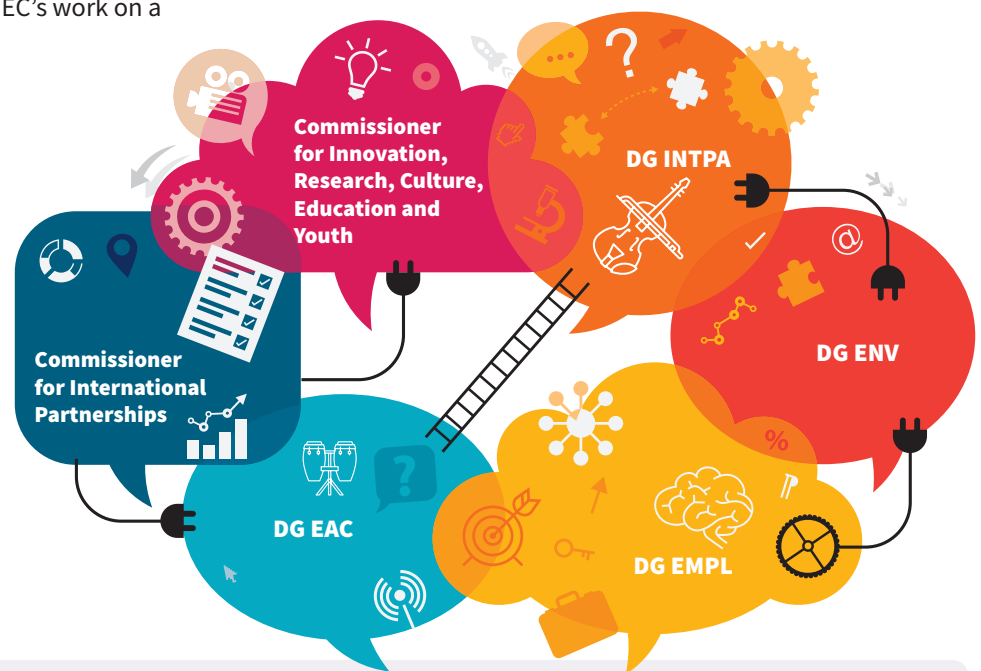 EC’s work on a
Commissioner
for Innovation,
Research, Culture,
Education and
Youth
DG INTPA
?
@
DG ENV
Commissioner
for International
Partnerships
%
?
DG EAC
DG EMPL